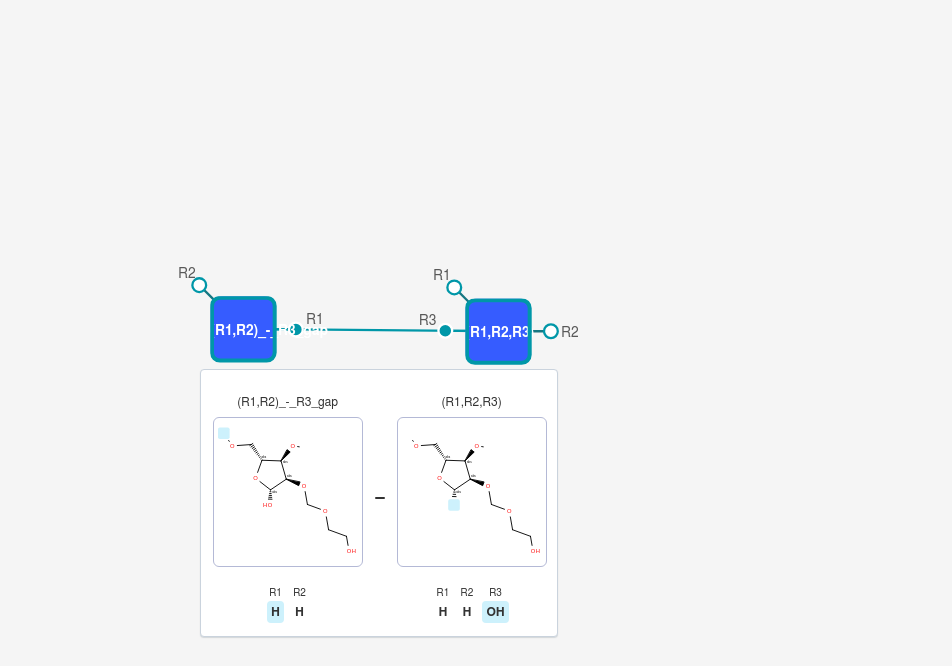 R2
R1
R1
R3
R1,R2)_-_R3_gap
R1,R2,R3
R2
(R1,R2)_-_R3_gap
(R1,R2,R3)
O
O
O
HO
O
O
OH
O
O
O
O
O
OH
R1 R2
H H
R1 R2 R3
H H OH